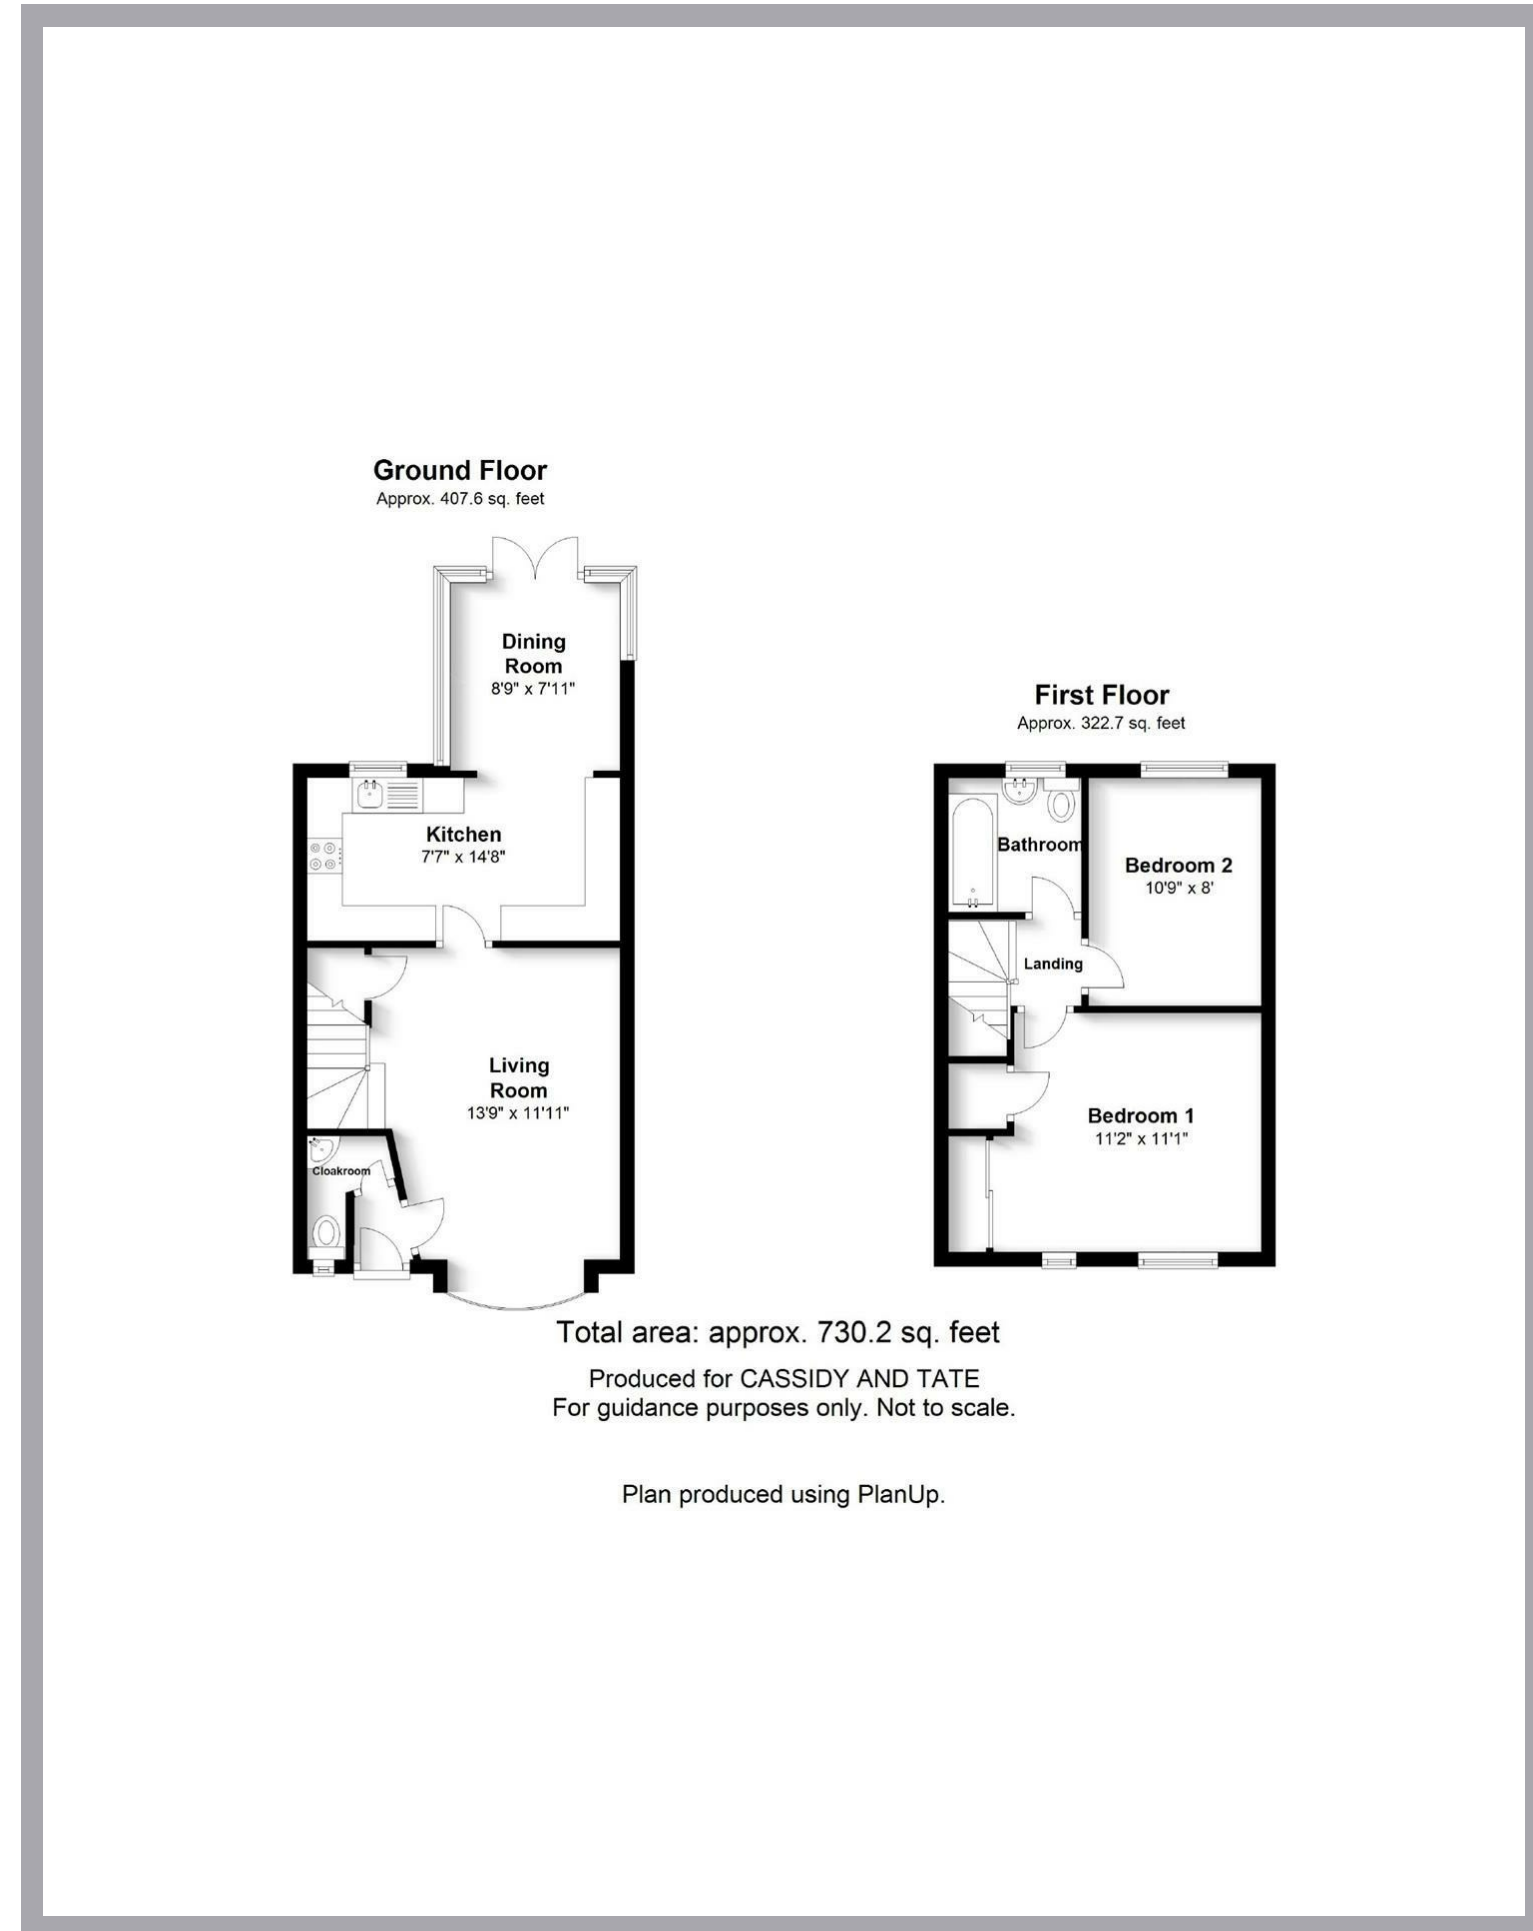 Ground Floor
Approx. 407.6 sq. feet
Dining
Room
8'9" x 7'11"
Kitchen
7'7" x 14'8"
Living
Room
13'9" x 11'11"
Cloakroom
First Floor
Approx. 322.7 sq. feet
Bathroom
Bedroom 2
10'9" x 8'
Landing
Bedroom 1
11'2" x 11'1"
Total area: approx. 730.2 sq. feet
Produced for CASSIDY AND TATE
For guidance purposes only. Not to scale.
Plan produced using PlanUp.